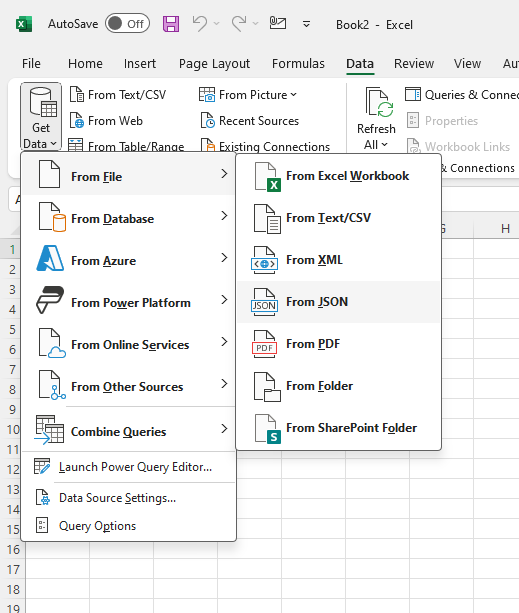 AutoSave Off Book2 - Excel
File Home Insert Page Layout Formulas Data Review View
Get Data
From Text/CSV
From Web
From Table/Range
From Picture
Recent Sources
Existing Connections
Refresh All
Queries &
Properties
Workbook Links
& Connections
From File
From Database
From Azure
From Power Platform
From Online Services
From Other Sources
Combine Queries
Launch Power Query Editor...
Data Source Settings...
Query Options
From Excel Workbook
From Text/CSV
From XML
JSON From JSON
PDF From PDF
From Folder
From SharePoint Folder
H
1
2
3
4
5
6
7
8
9
10
11
12
13
14
15
16
17
18